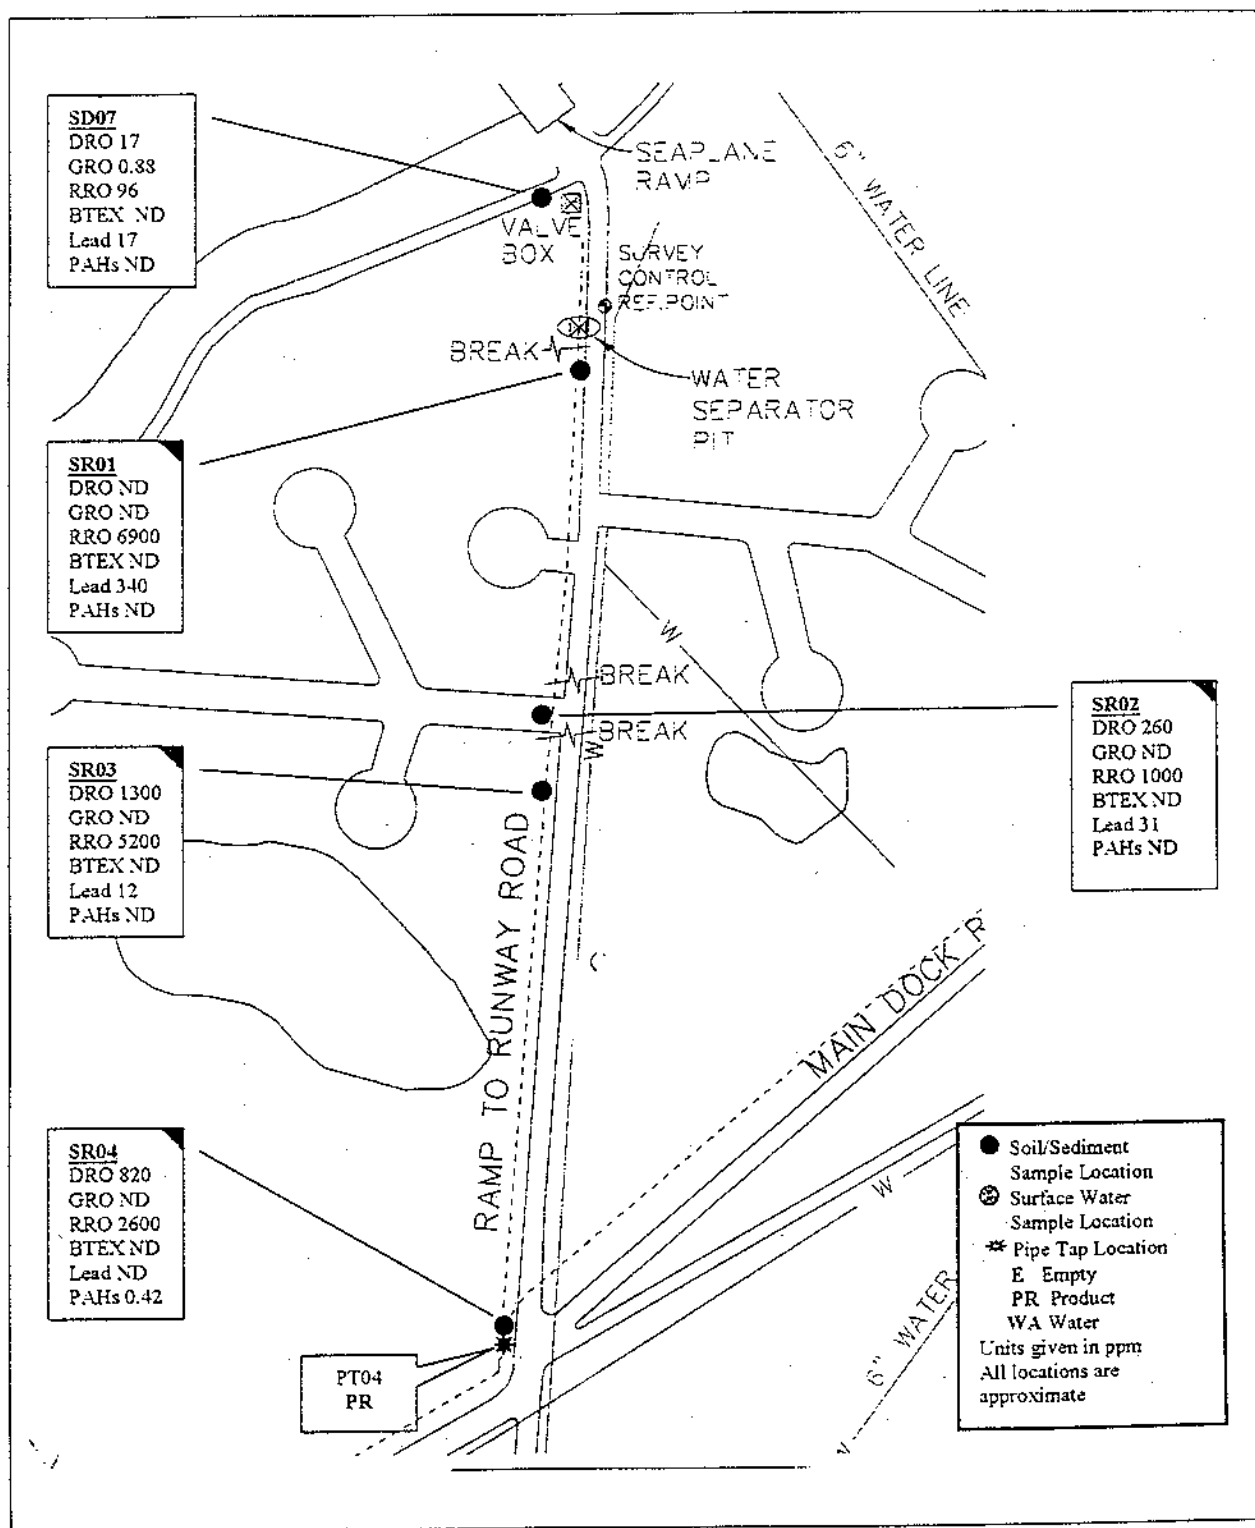 SD07
DRO 17
GRO 0.88
RRO 96
BTEX ND
Lead 17
PAHs ND
SEAPLANE
RAMP
6" WATER LINE
VALVE
BOX
SURVEY
CONTROL
REF.POINT
BREAK
WATER
SEPARATOR
PIT
SR01
DRO ND
GRO ND
RRO 6900
BTEX ND
Lead 340
PAHs ND
W
BREAK
BREAK
W
SR02
DRO 260
GRO ND
RRO 1000
BTEX ND
Lead 31
PAHs ND
SR03
DRO 1300
GRO ND
RRO 5200
BTEX ND
Lead 12
PAHs ND
RAMP TO RUNWAY ROAD
MAIN DOCK R
SR04
DRO 820
GRO ND
RRO 2600
BTEX ND
Lead ND
PAHs 0.42
PT04
PR
W
6" WATER
Soil/Sediment
Sample Location
Surface Water
Sample Location
Pipe Tap Location
E Empty
PR Product
WA Water
Units given in ppm
All locations are
approximate